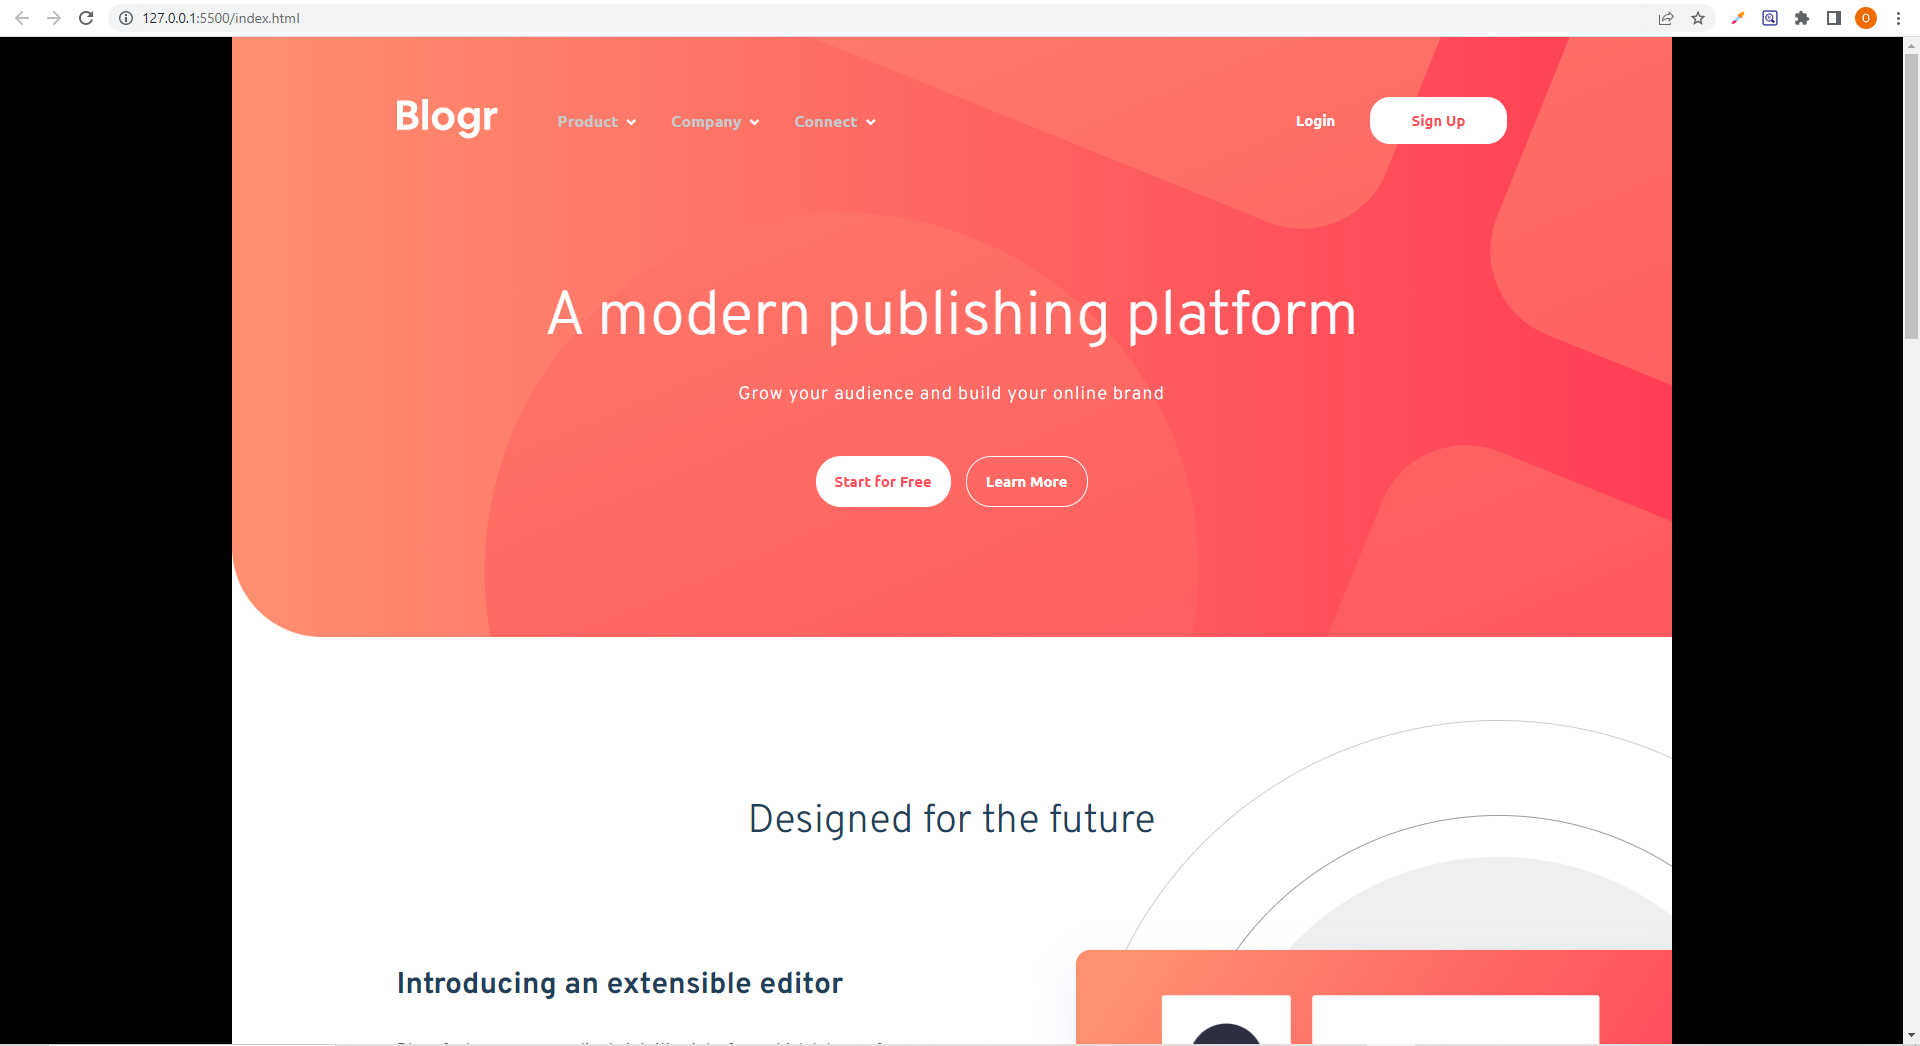 127.0.0.1:5500/index.html
O
Blogr Product Company Connect Login Sign Up
A modern publishing platform
Grow your audience and build your online brand
Start for Free Learn More
Designed for the future
Introducing an extensible editor